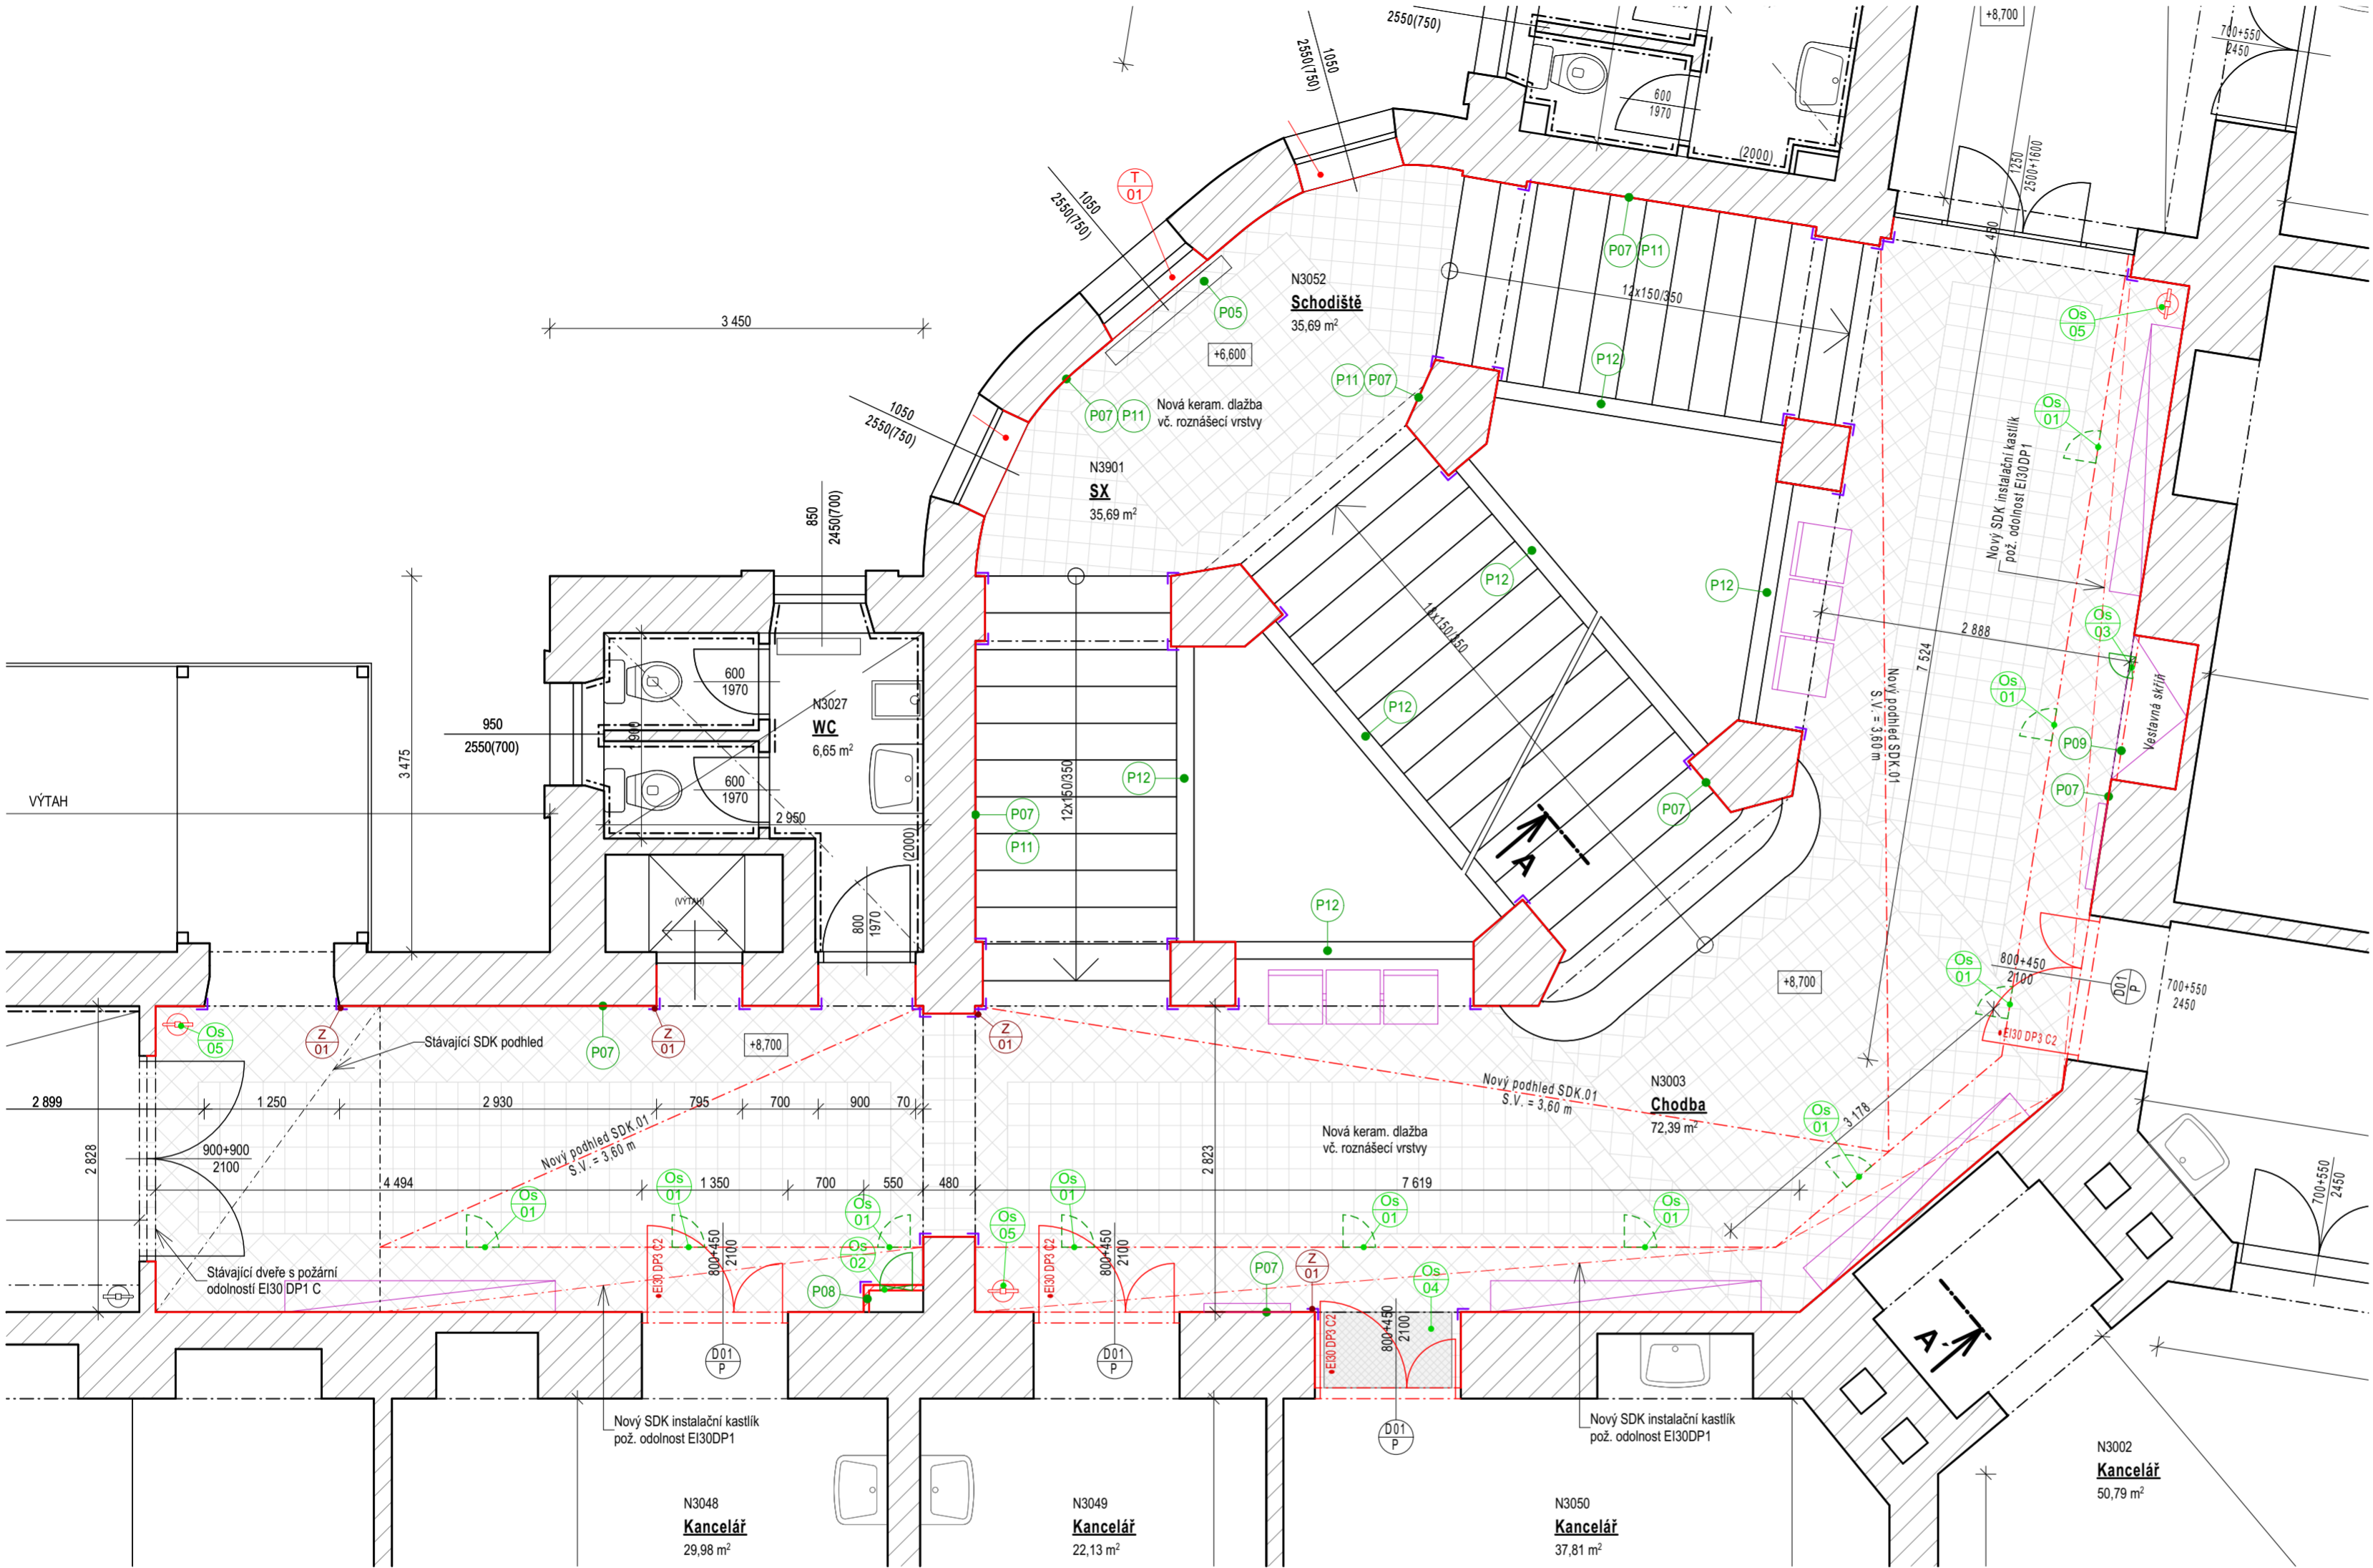 2550(750)
+8,700
700+550
2450
1050
2550(750)
600
1970
(2000)
1250
2500+1600
450
T
01
1050
2550(750)
P07
P11
N3052
Schodiště
35,69 m²
12x150/350
Os
05
3 450
P05
+6,600
P12
P11
P07
Nová keram. dlažba
vč. roznášecí vrstvy
P07
P11
Os
01
Nový SDK instalační kastlík
pož. odolnost EI30DP1
1050
2550(750)
N3901
SX
35,69 m²
850
2450(700)
P12
P12
18x150/350
2 888
Os
03
7 524
Nový podhled SDK.01
S.V. = 3,60 m
Os
01
Vestavná skříň
P09
P07
600
1970
N3027
WC
6,65 m²
950
2550(700)
3 475
600
1970
2 950
(2000)
VÝTAH
12x150/350
P12
P12
P07
P07
P11
A
(VÝTAH)
800
1970
P12
+8,700
Os
01
800+450
2100
D01
P
700+550
2450
EI30 DP3 C2
Os
05
Z
01
Stávající SDK podhled
P07
Z
01
+8,700
Z
01
2 899
1 250
2 930
795
700
900
70
Nový podhled SDK.01
S.V. = 3,60 m
N3003
Chodba
72,39 m²
Os
01
3 178
2 828
900+900
2100
Nový podhled SDK.01
S.V. = 3,60 m
2 823
Nová keram. dlažba
vč. roznášecí vrstvy
4 494
1 350
700
550
480
7 619
Os
01
Os
01
Os
01
Os
01
Os
01
Os
01
Os
05
Os
02
700+550
2450
Stávající dveře s požární
odolností EI30 DP1 C
EI30 DP3 C2
800+450
2100
P08
EI30 DP3 C2
800+450
2100
P07
Z
01
Os
04
EI30 DP3 C2
800+450
2100
A
D01
P
D01
P
D01
P
Nový SDK instalační kastlík
pož. odolnost EI30DP1
Nový SDK instalační kastlík
pož. odolnost EI30DP1
N3048
Kancelář
29,98 m²
N3049
Kancelář
22,13 m²
N3050
Kancelář
37,81 m²
N3002
Kancelář
50,79 m²